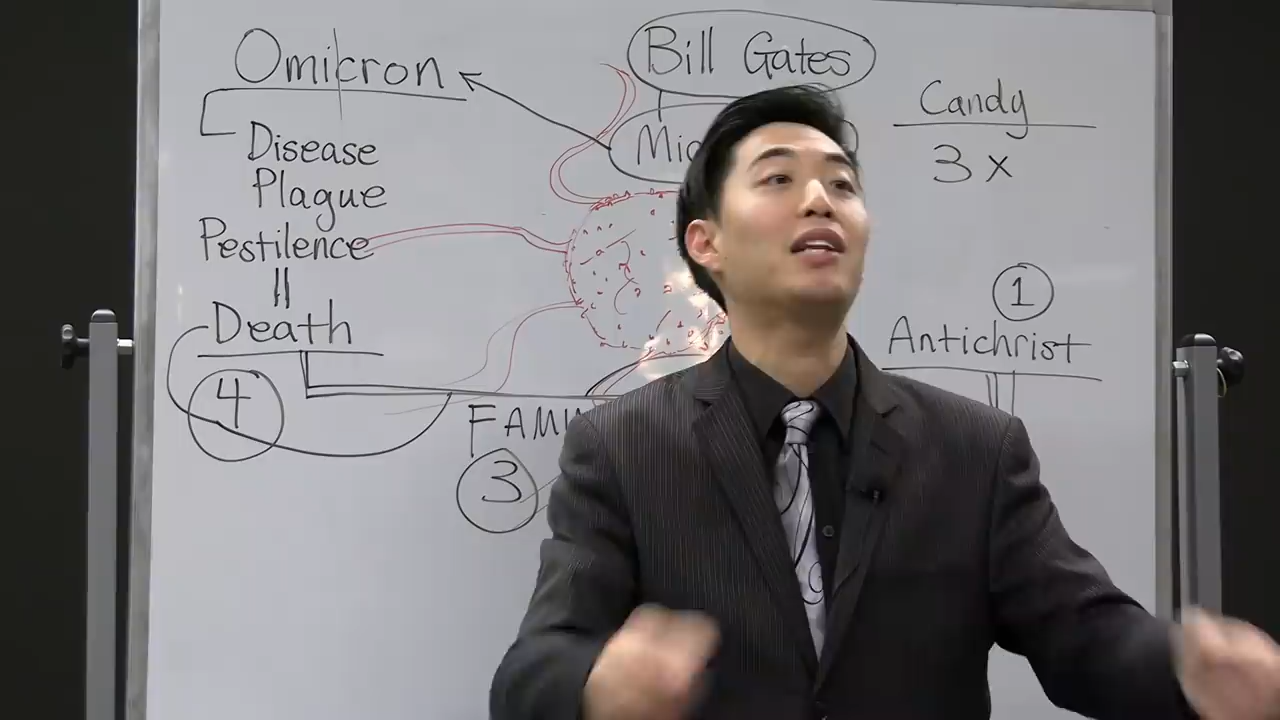 Omicron
Disease
Plague
Pestilence
Death
4
Bill Gates
3
Candy
3 x
1
Antichrist